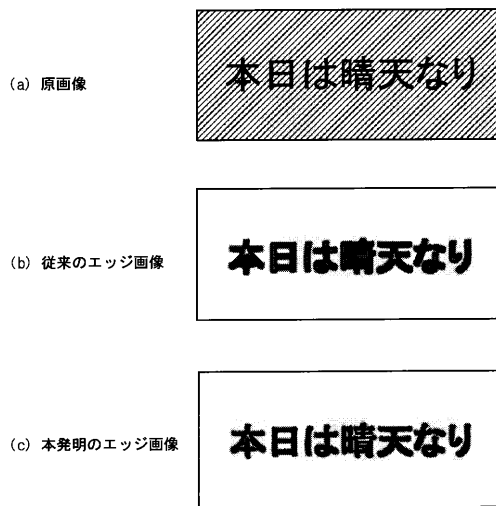 (a) 原画像
本日は晴天なり
(b) 従来のエッジ画像
本日は晴天なり
(c) 本発明のエッジ画像
本日は晴天なり